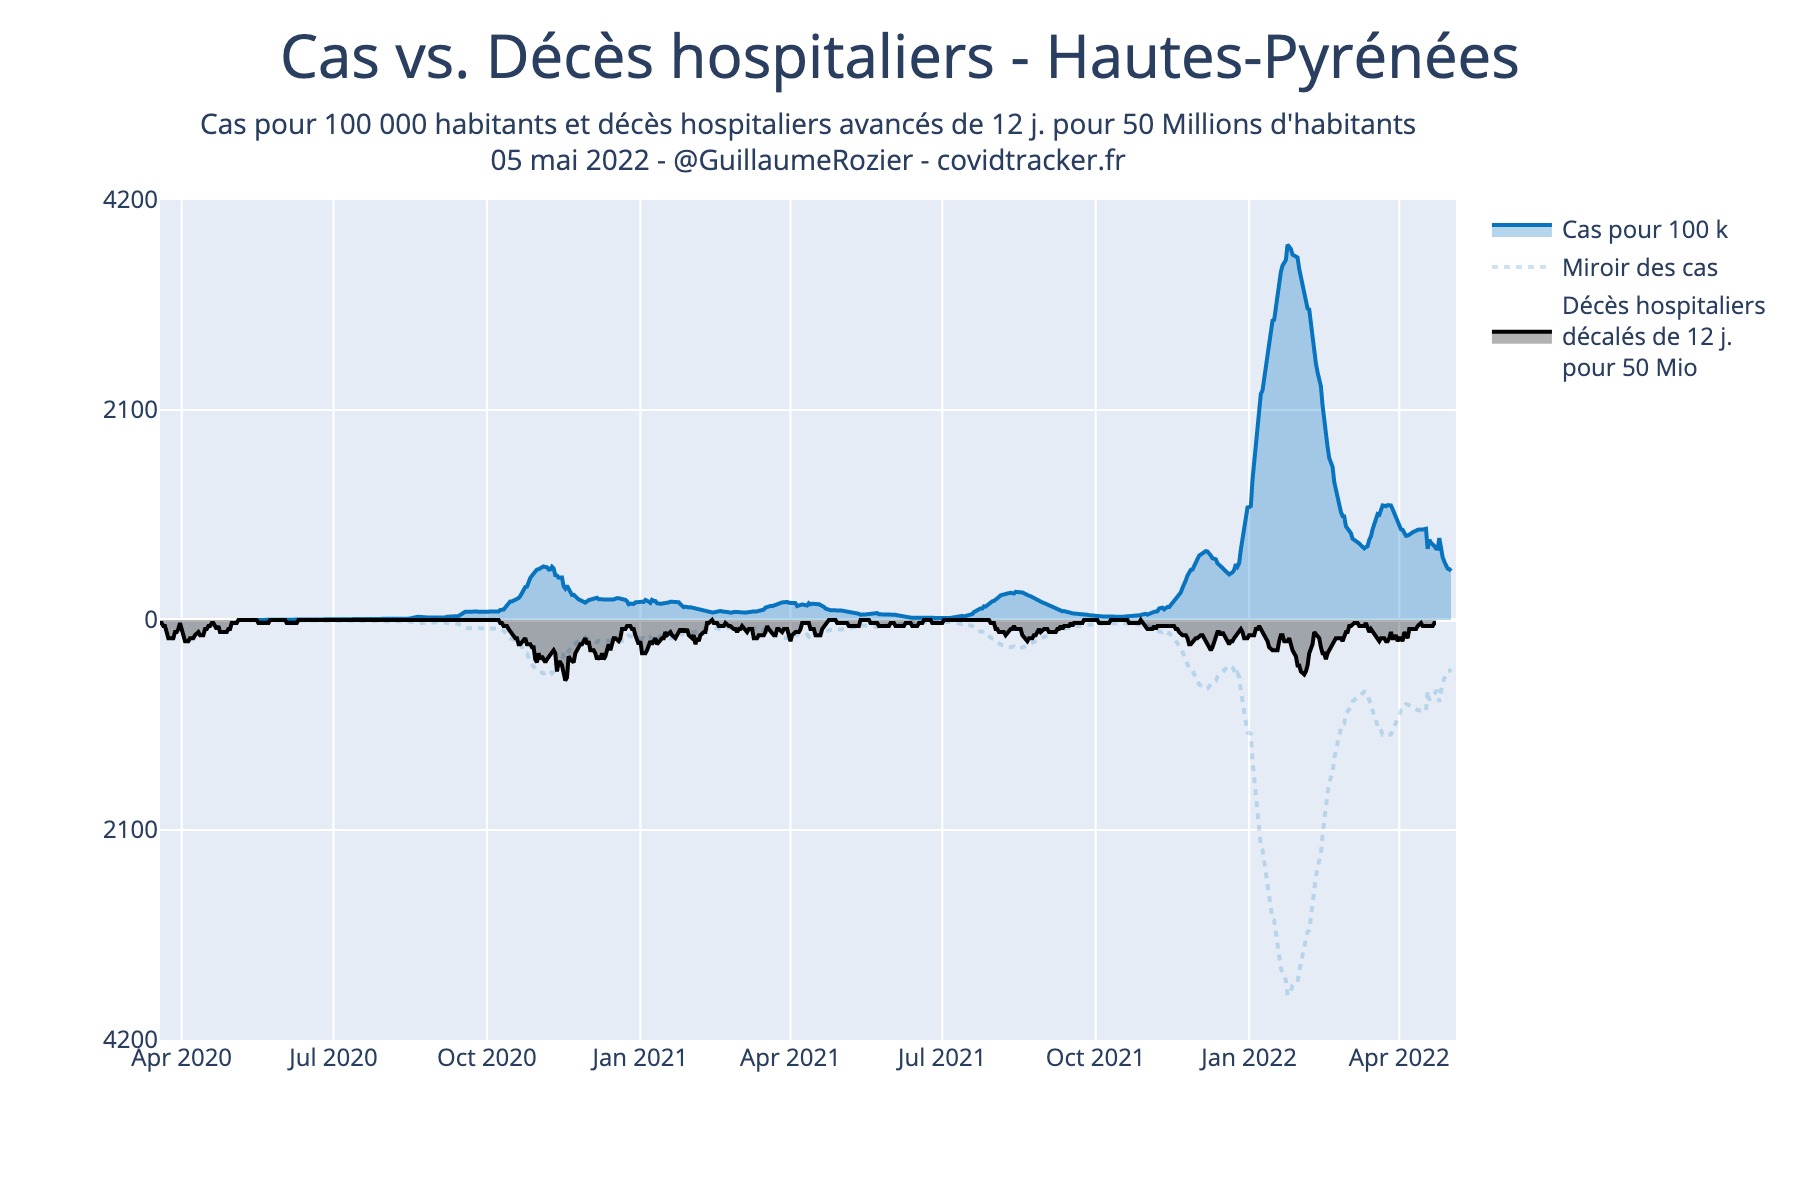 Cas vs. Décès hospitaliers - Hautes-Pyrénées
Cas pour 100 000 habitants et décès hospitaliers avancés de 12 j. pour 50 Millions d'habitants
05 mai 2022 - @GuillaumeRozier - covidtracker.fr
4200
2100
0
2100
4200
Apr 2020
Jul 2020
Oct 2020
Jan 2021
Apr 2021
Jul 2021
Oct 2021
Jan 2022
Apr 2022
Cas pour 100 k
Miroir des cas
Décès hospitaliers
décalés de 12 j.
pour 50 Mio